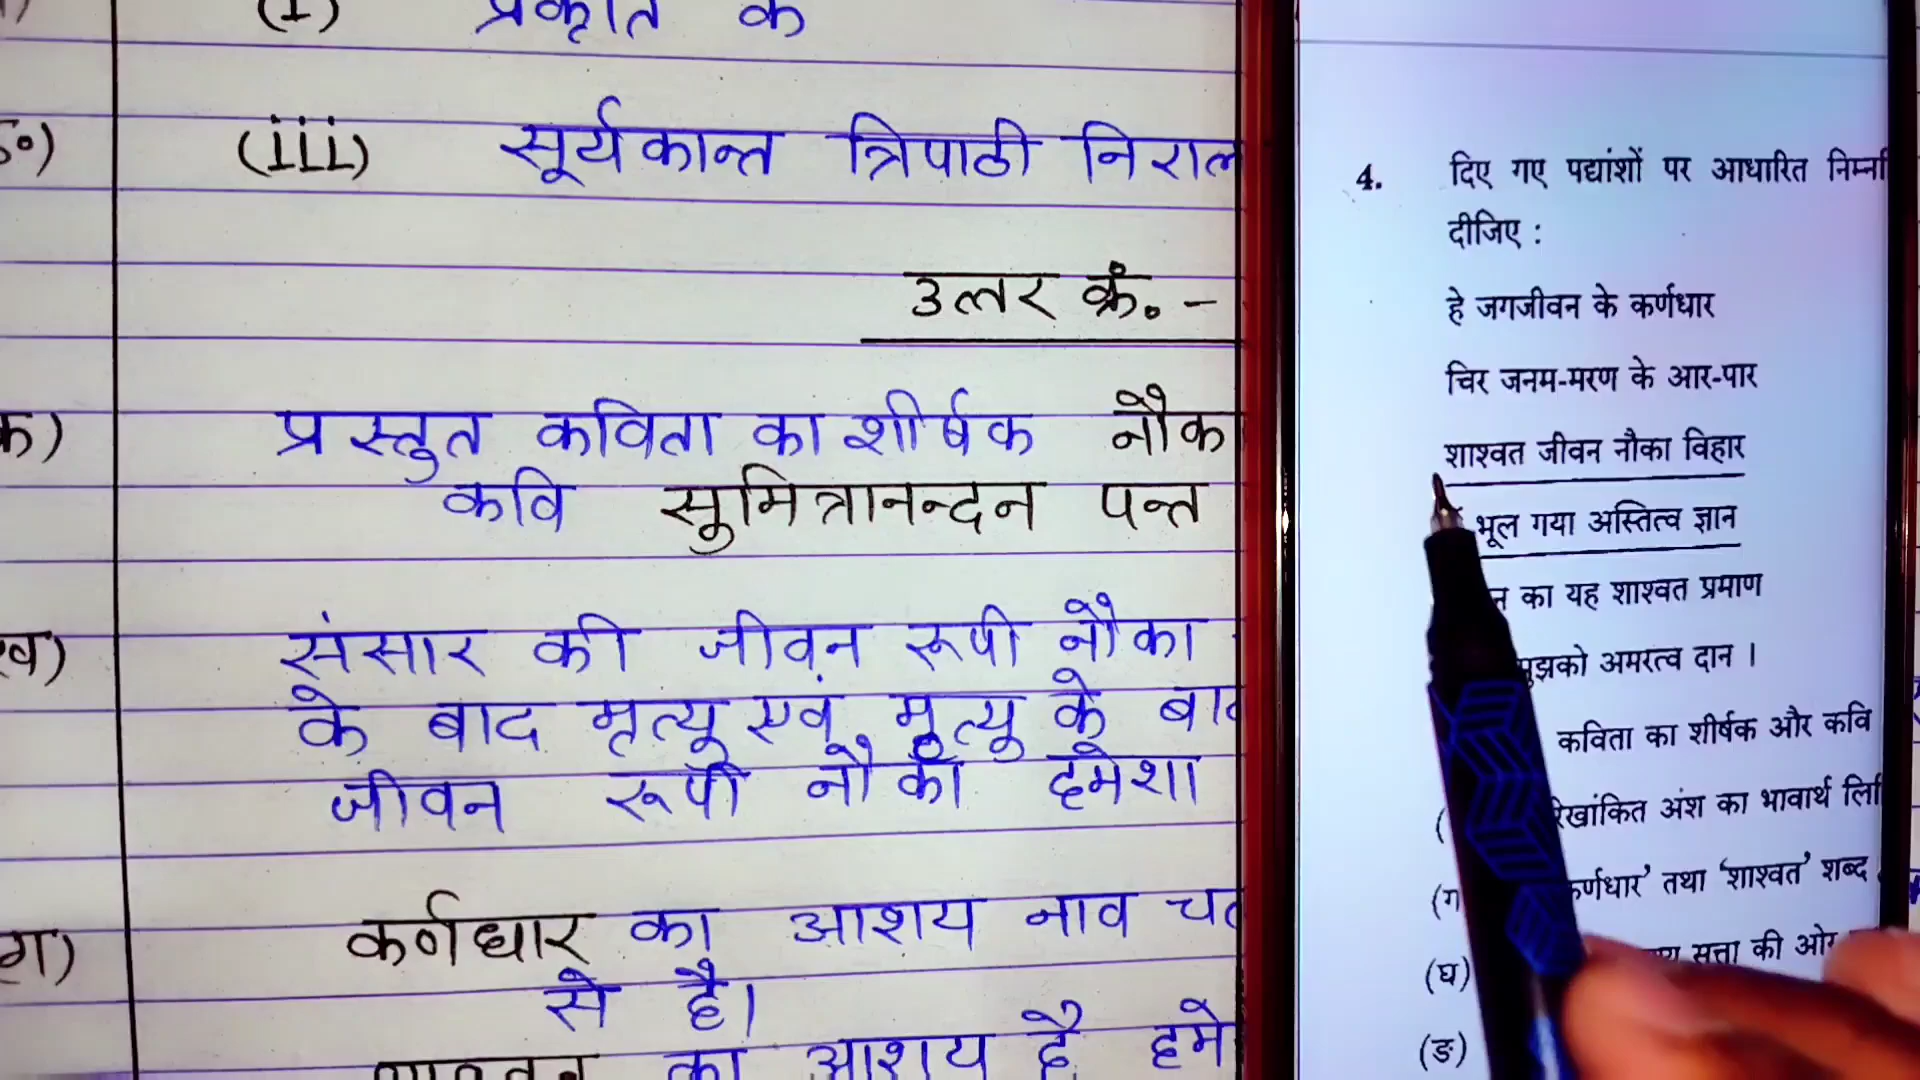 (i) प्रकृति के
(iii) सूर्यकान्त त्रिपाठी
उत्तर क्रं. -
क) प्रस्तुत कविता का शीर्षक
कवि सुमित्रानन्दन पन्त
ख) संसार की जीवन रूपी नौका
के बाद मृत्यु एवं मृत्यु के
जीवन रूपी नौका हमेशा
ग) कर्णधार का आशय नाव
से है।
का आशय है
4. दिए गए पद्यांशों पर आधारित
दीजिए :
हे जगजीवन के कर्णधार
चिर जनम-मरण के आर-पार
शाश्वत जीवन नौका विहार
भूल गया अस्तित्व ज्ञान
का यह शाश्वत प्रमाण
मुझको अमरत्व दान ।
कविता का शीर्षक और कवि
रेखांकित अंश का भावार्थ
(ग कर्णधार' तथा 'शाश्वत' शब्द
(घ) सत्ता की ओर
(ङ)